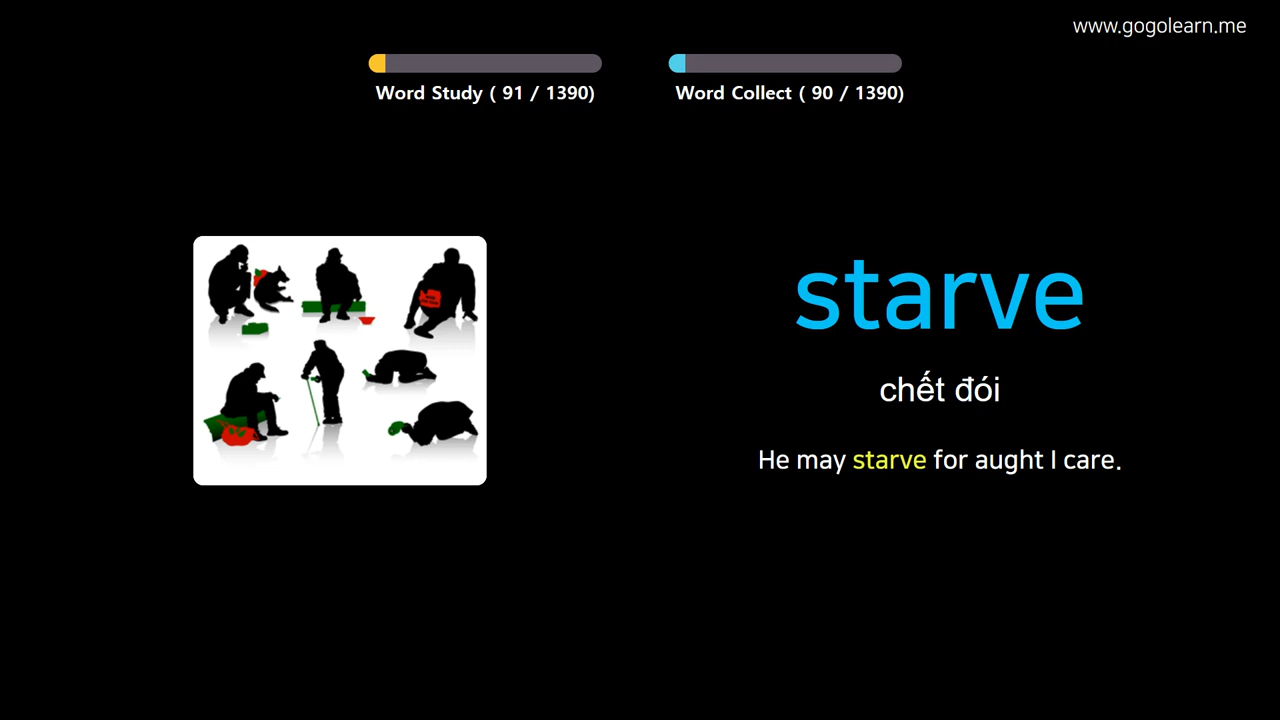 www.gogolearn.me
Word Study ( 91 / 1390)
Word Collect ( 90 / 1390)
starve
chết đói
He may starve for aught I care.